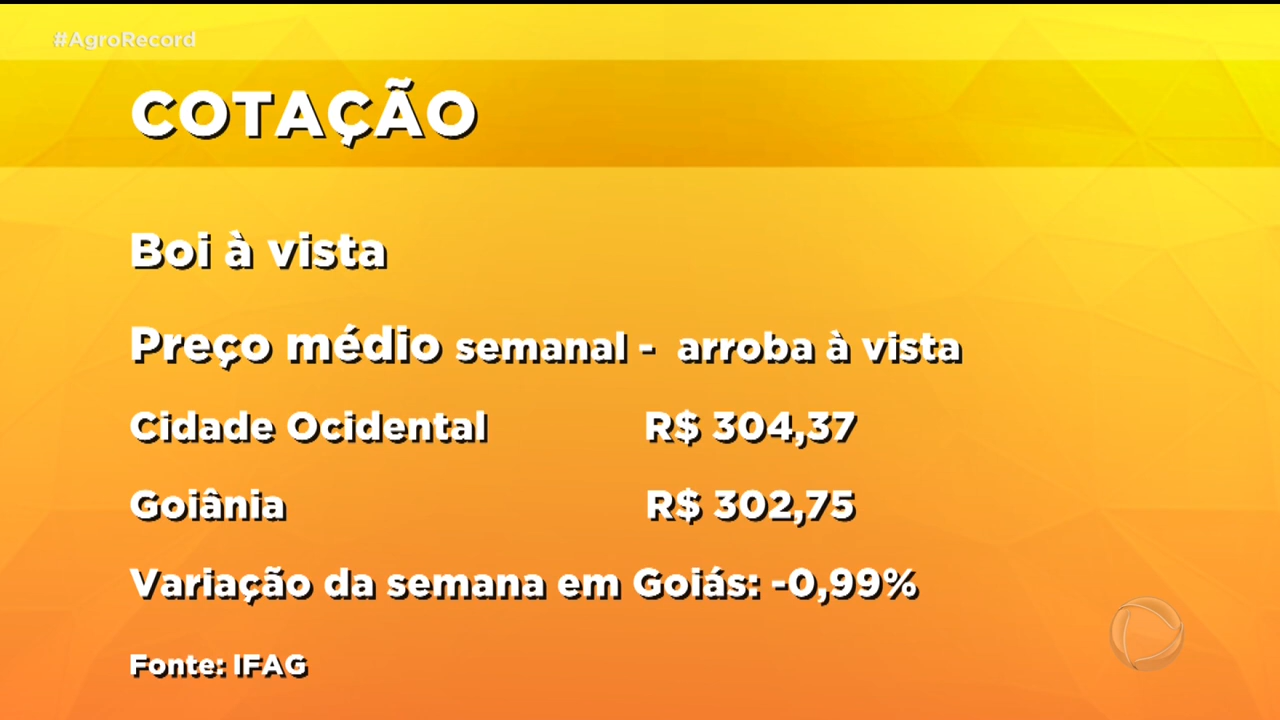 #AgroRecord
COTAÇÃO
Boi à vista
Preço médio semanal - arroba à vista
Cidade Ocidental R$ 304,37
Goiânia R$ 302,75
Variação da semana em Goiás: -0,99%
Fonte: IFAG